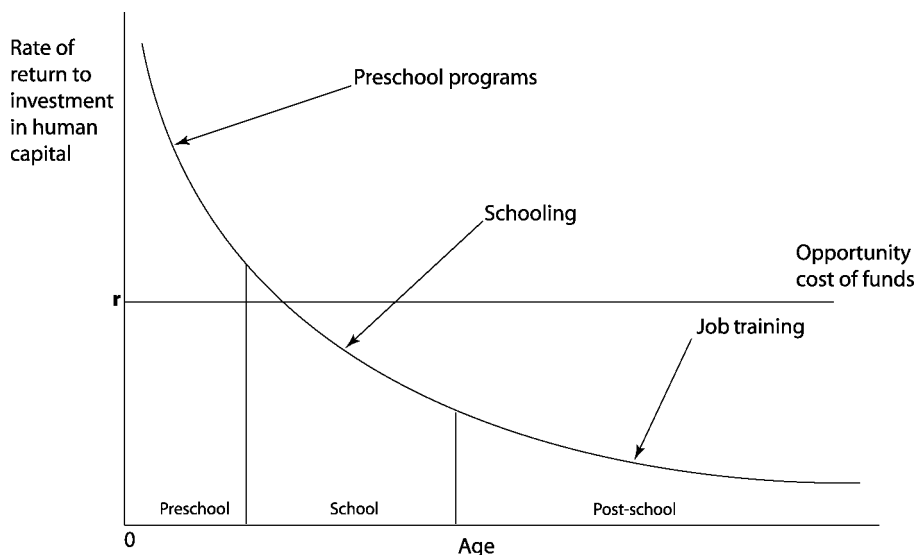 Rate of
return to
investment
in human
capital
Preschool programs
Schooling
Opportunity
cost of funds
r
Job training
Preschool
School
Post-school
0
Age